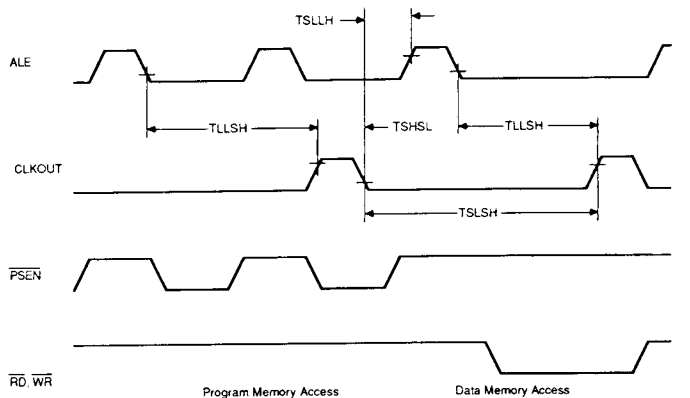 TSLLH
ALE
TLLSH
TSHSL
TLLSH
CLKOUT
TSLSH
PSEN
RD, WR
Program Memory Access
Data Memory Access